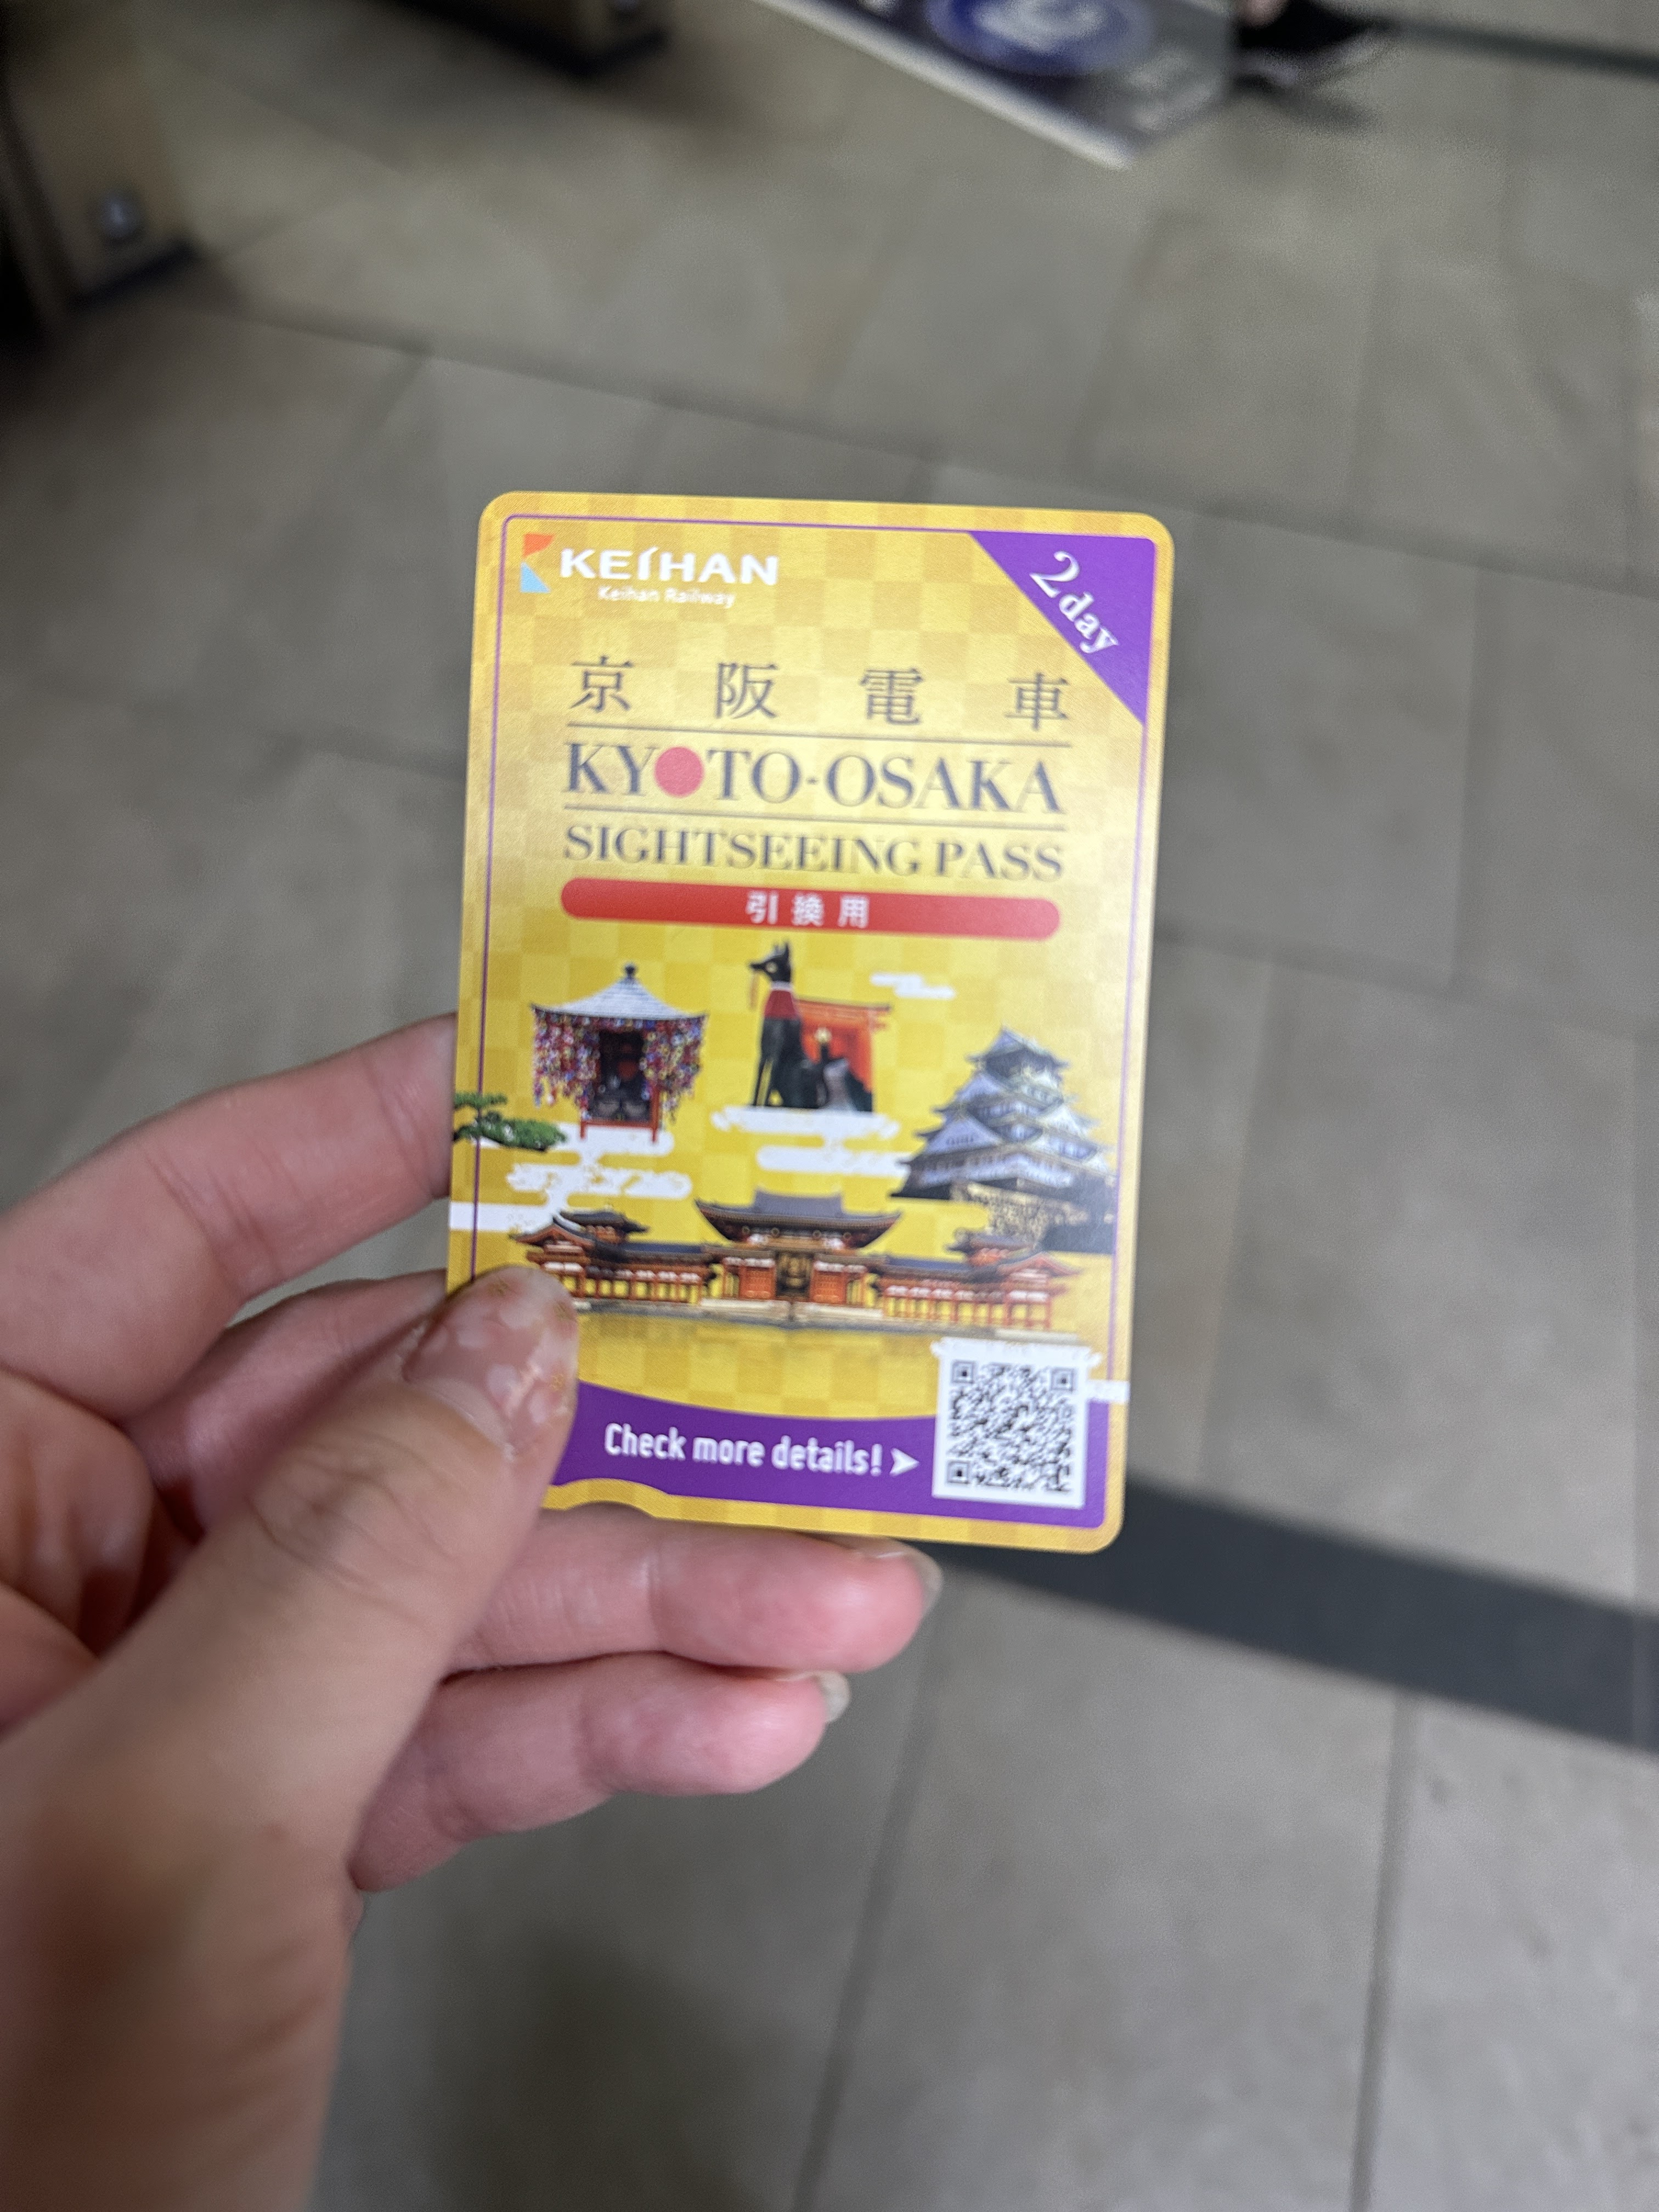 KEIHAN
Keihan Railway
2day
京阪電車
KYOTO-OSAKA
SIGHTSEEING PASS
引換用
Check more details!